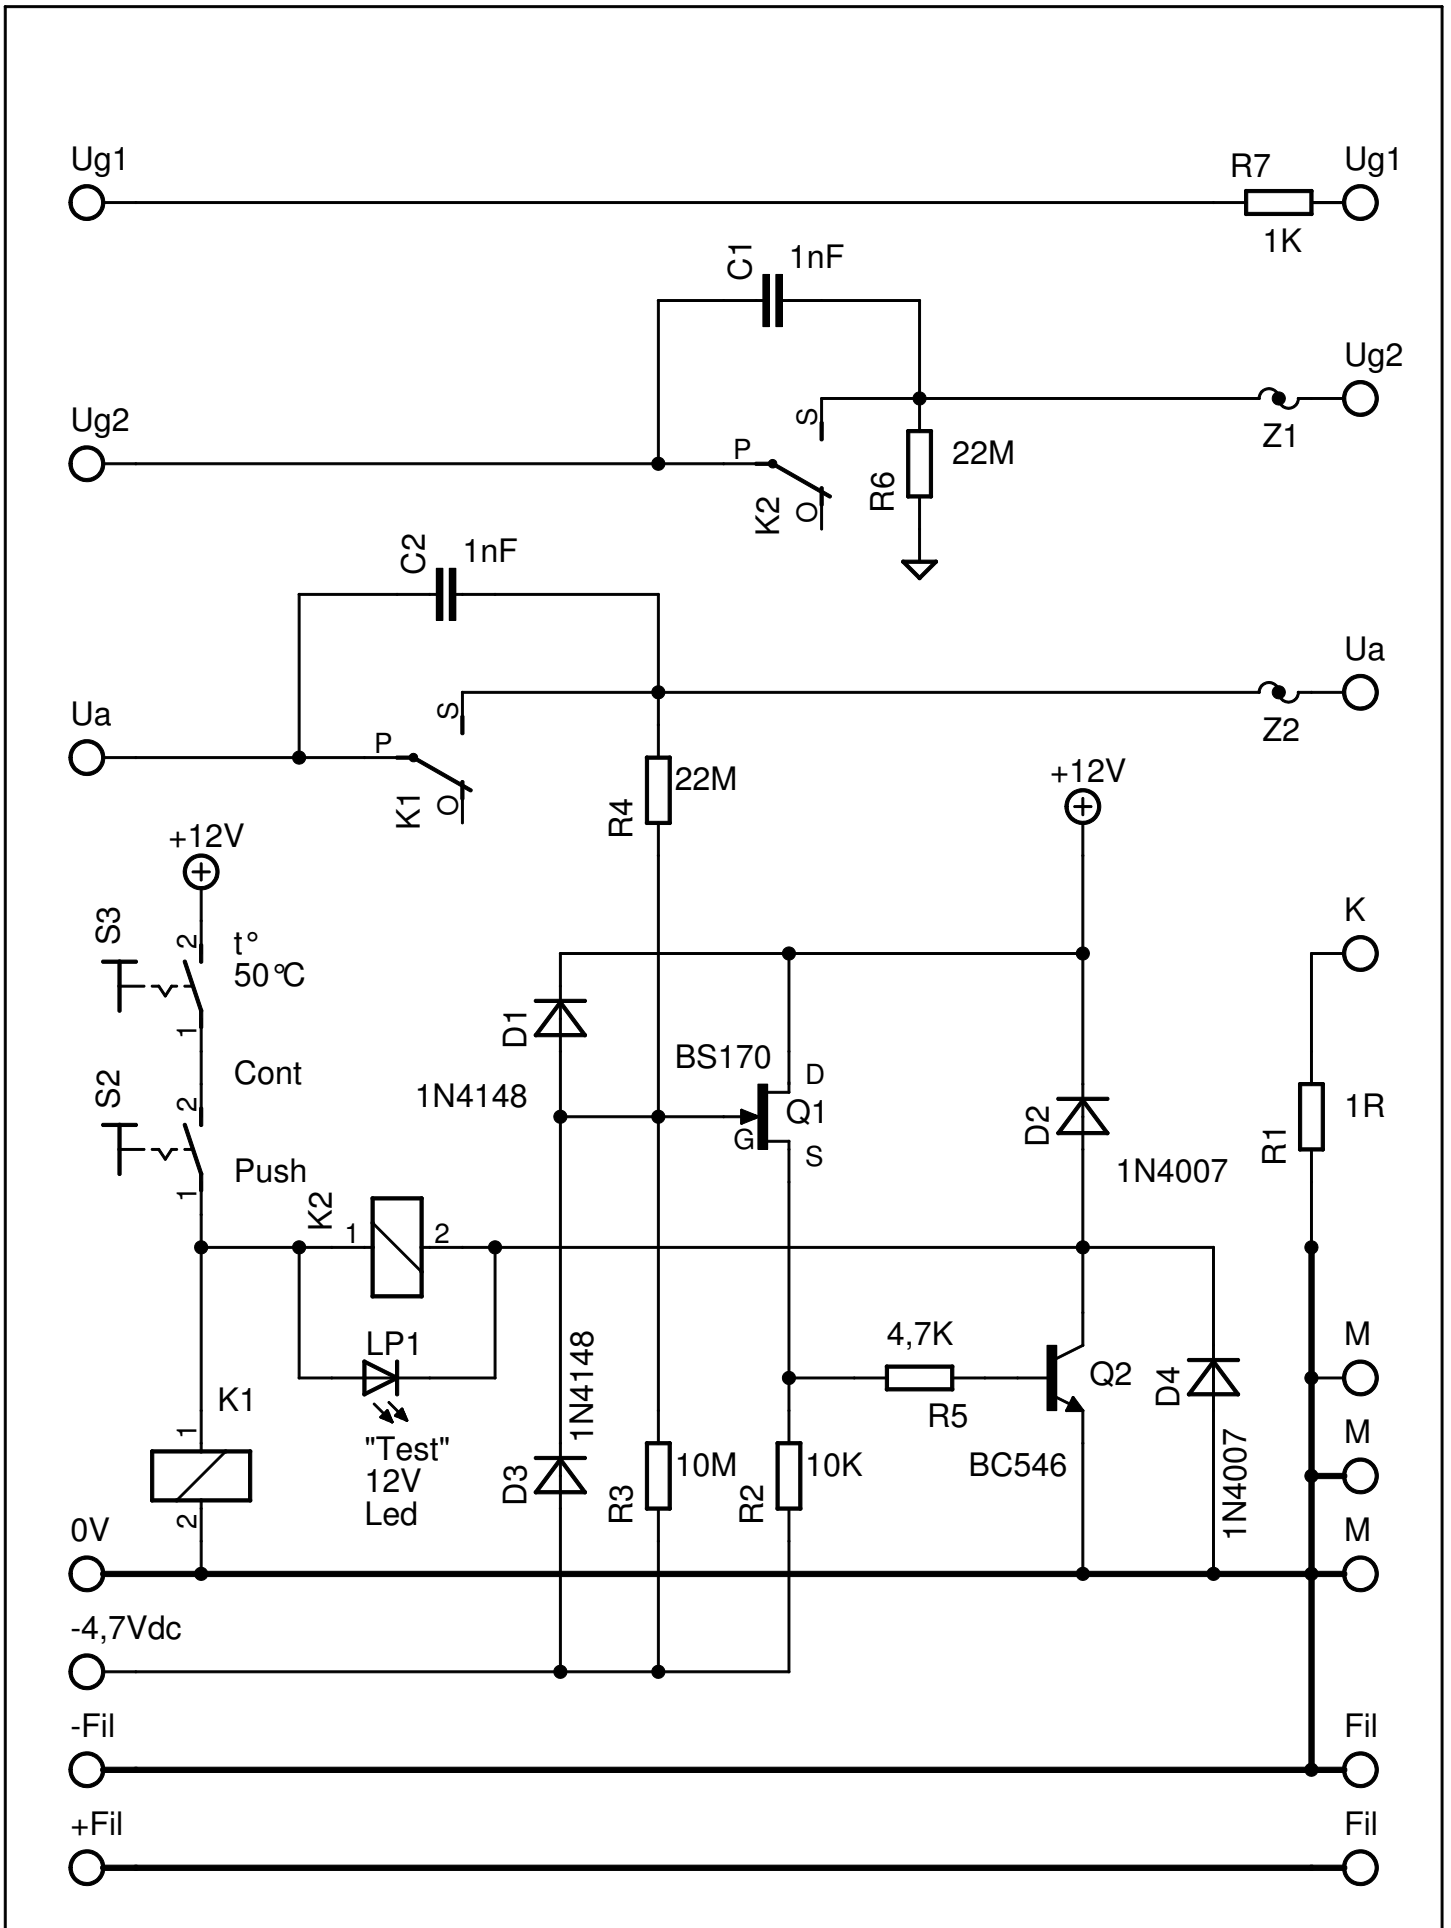 Ug1
R7
Ug1
1K
C1
1nF
Ug2
Ug2
S
Z1
P
22M
R6
K2
O
C2
1nF
Ua
Ua
S
Z2
P
22M
+12V
K1
O
R4
+12V
S3
2
t°
50°C
K
1
D1
BS170
D
Cont
S2
2
1N4148
Q1
D2
1R
G
S
R1
Push
1N4007
1
K2
1
2
LP1
4,7K
M
1N4148
Q2
D4
K1
R5
1
"Test"
12V
Led
D3
10M
R3
10K
R2
BC546
1N4007
M
2
0V
M
-4,7Vdc
-Fil
Fil
+Fil
Fil